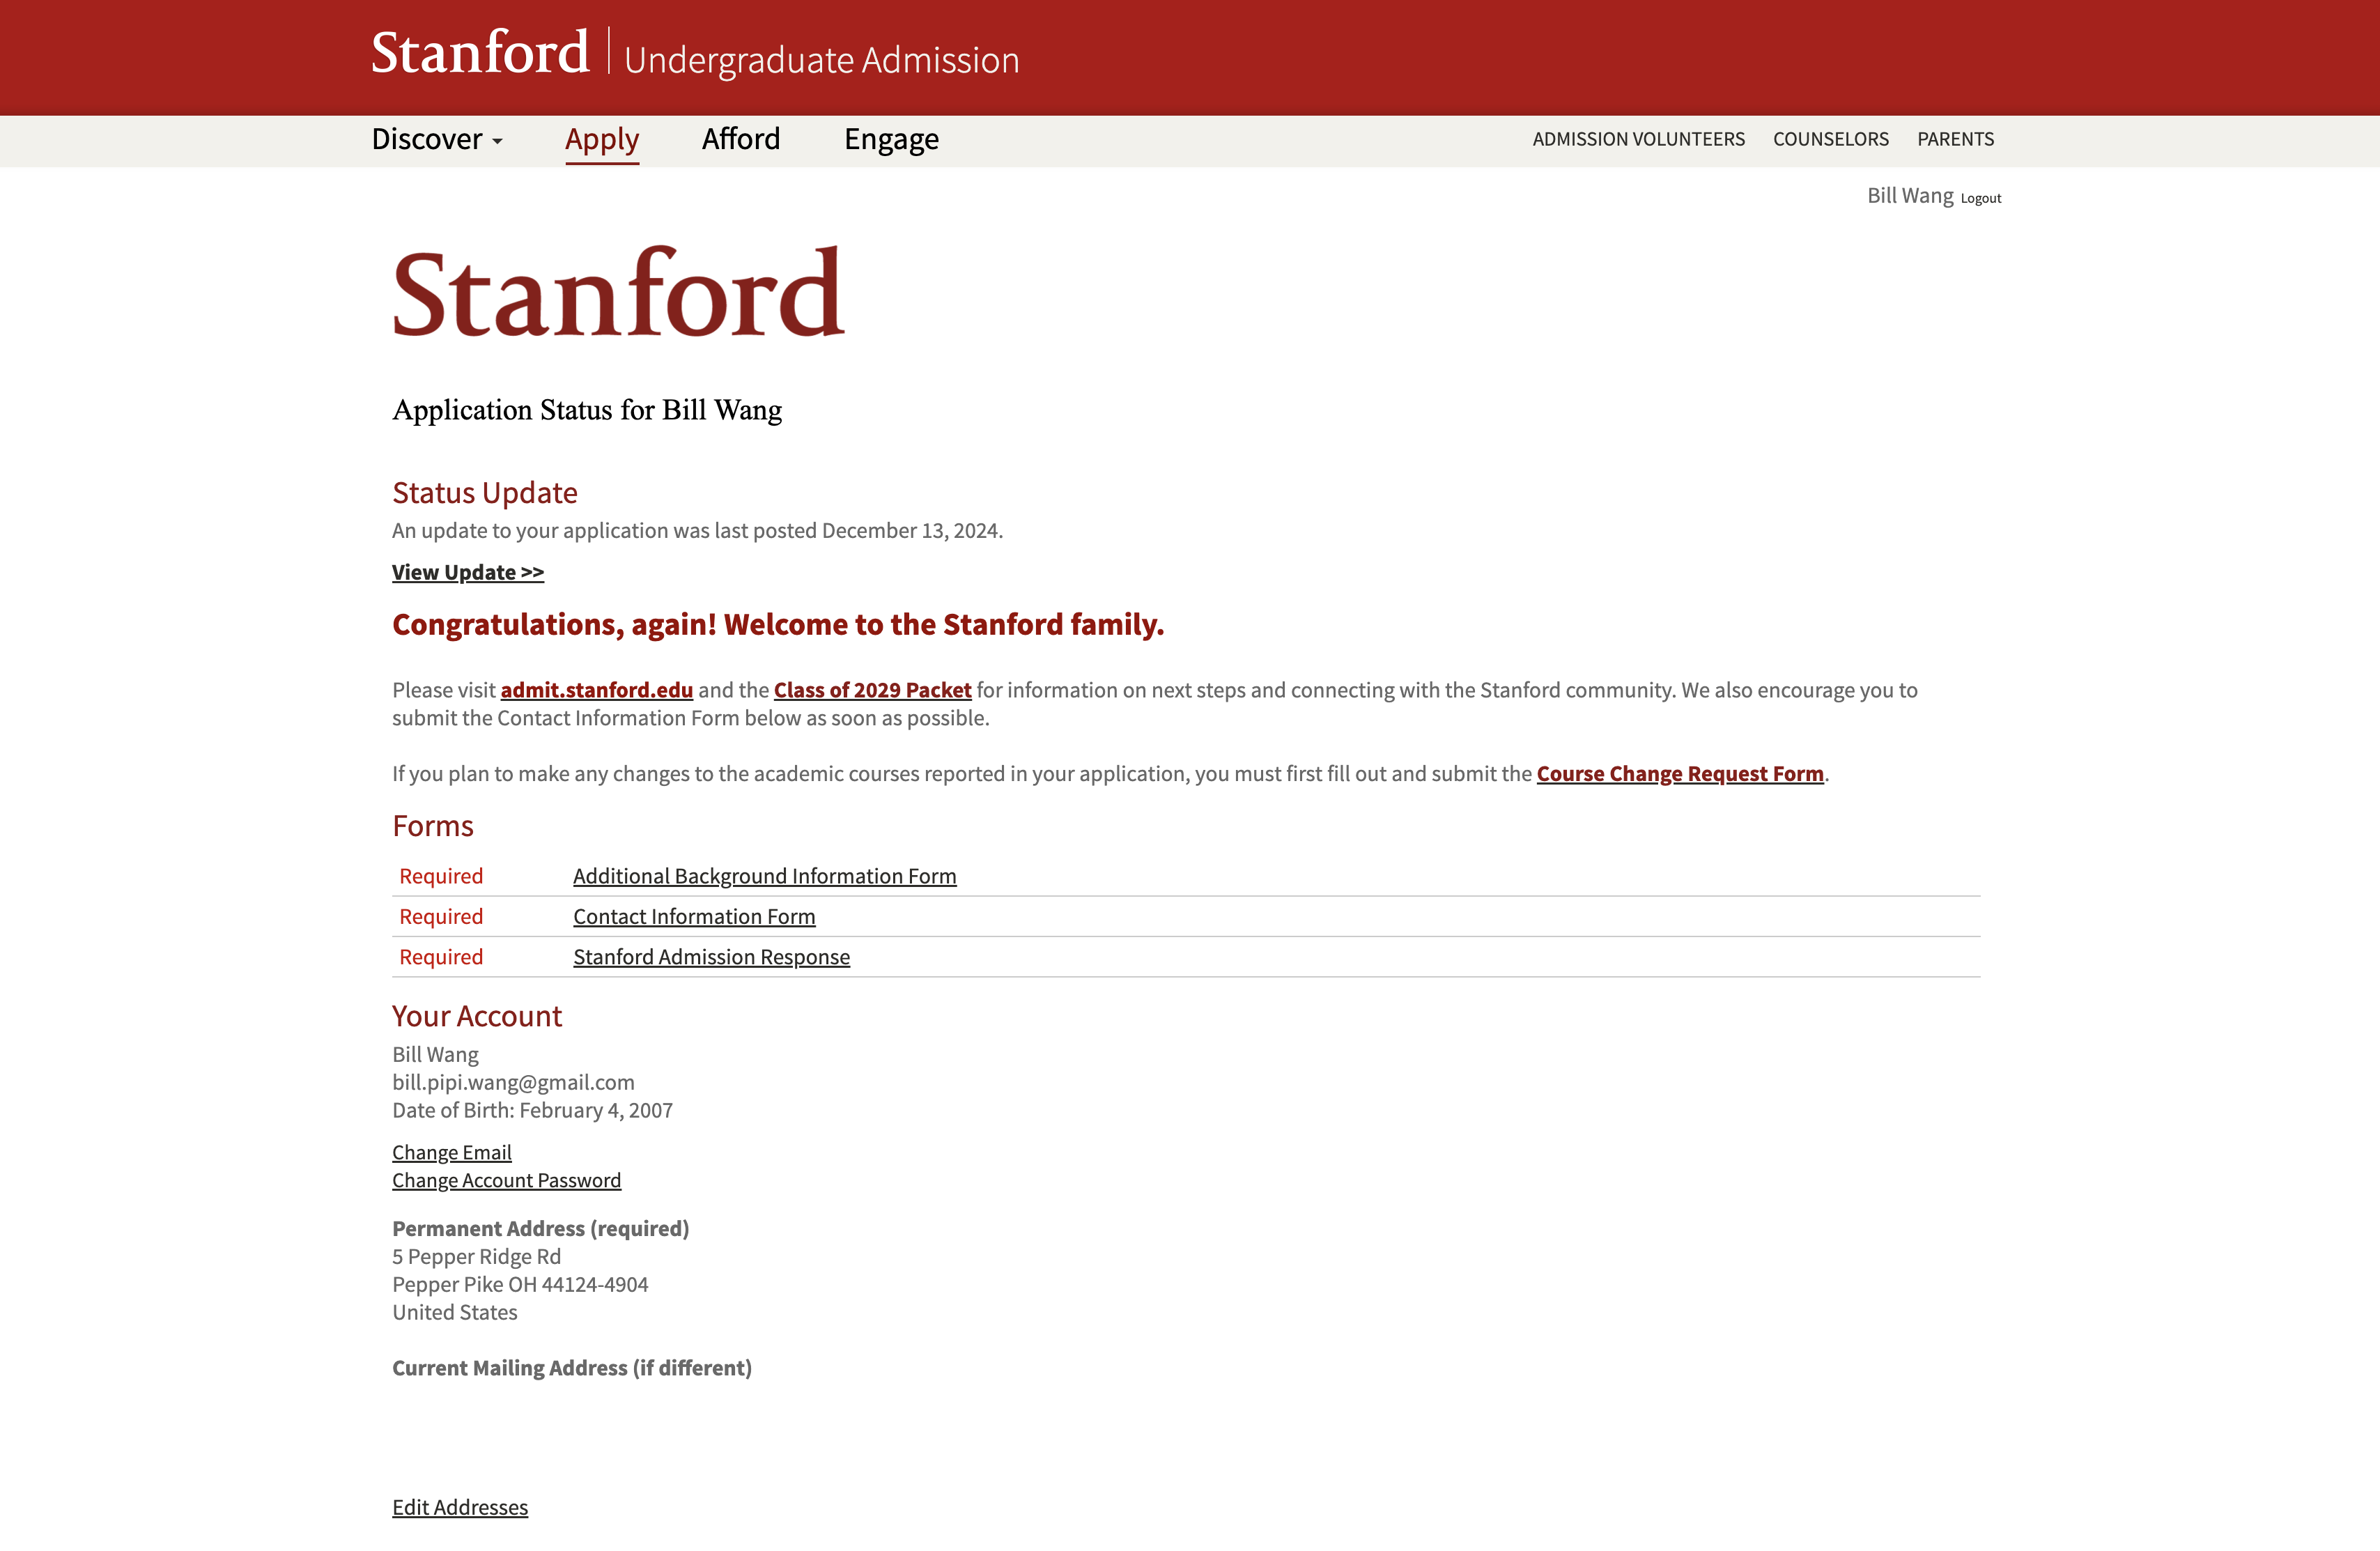 Stanford | Undergraduate Admission
Discover Apply Afford Engage ADMISSION VOLUNTEERS COUNSELORS PARENTS
Bill Wang Logout
Stanford
Application Status for Bill Wang
Status Update
An update to your application was last posted December 13, 2024.
View Update >>
Congratulations, again! Welcome to the Stanford family.
Please visit admit.stanford.edu and the Class of 2029 Packet for information on next steps and connecting with the Stanford community. We also encourage you to
submit the Contact Information Form below as soon as possible.
If you plan to make any changes to the academic courses reported in your application, you must first fill out and submit the Course Change Request Form.
Forms
Required Additional Background Information Form
Required Contact Information Form
Required Stanford Admission Response
Your Account
Bill Wang
bill.pipi.wang@gmail.com
Date of Birth: February 4, 2007
Change Email
Change Account Password
Permanent Address (required)
5 Pepper Ridge Rd
Pepper Pike OH 44124-4904
United States
Current Mailing Address (if different)
Edit Addresses